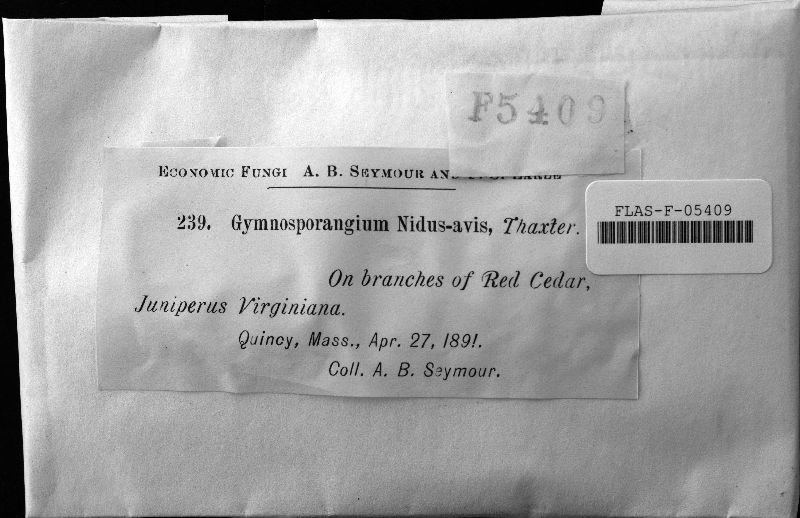 F5409
ECONOMIC FUNGI A. B. SEYMOUR AND
FLAS-F-05409
239. Gymnosporangium Nidus-avis, Thaxter.
On branches of Red Cedar,
Juniperus Virginiana.
Quincy, Mass., Apr. 27, 1891.
Coll. A. B. Seymour.